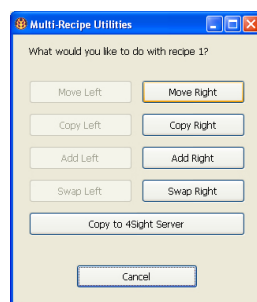 Multi-Recipe Utilities
What would you like to do with recipe 1?
Move Left Move Right
Copy Left Copy Right
Add Left Add Right
Swap Left Swap Right
Copy to 4Sight Server
Cancel